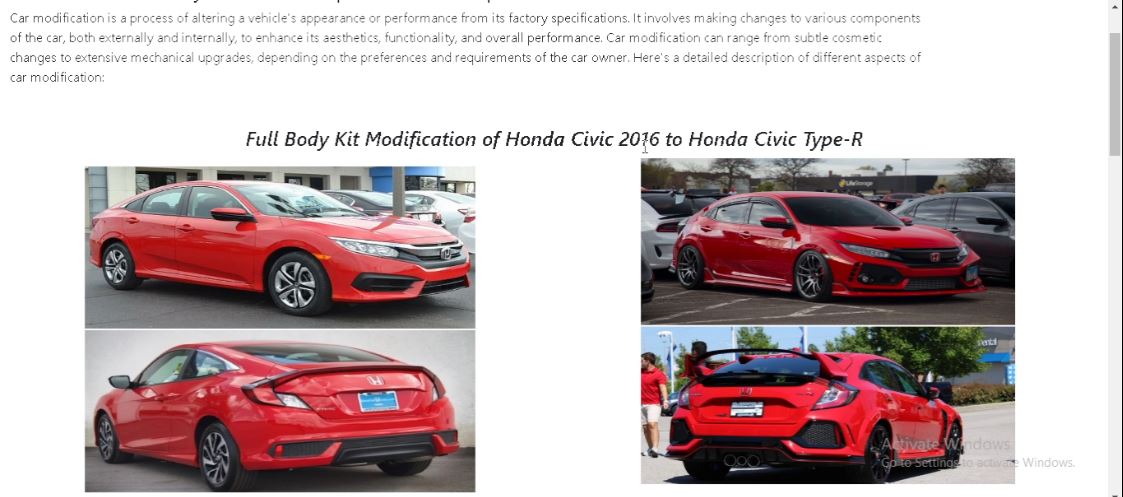 Car modification is a process of altering a vehicle's appearance or performance from its factory specifications. It involves making changes to various components
of the car, both externally and internally, to enhance its aesthetics, functionality, and overall performance. Car modification can range from subtle cosmetic
changes to extensive mechanical upgrades, depending on the preferences and requirements of the car owner. Here's a detailed description of different aspects of
car modification:
Full Body Kit Modification of Honda Civic 2016 to Honda Civic Type-R
LifeStorage
Activate Windows
Go to Settings to activate Windows.